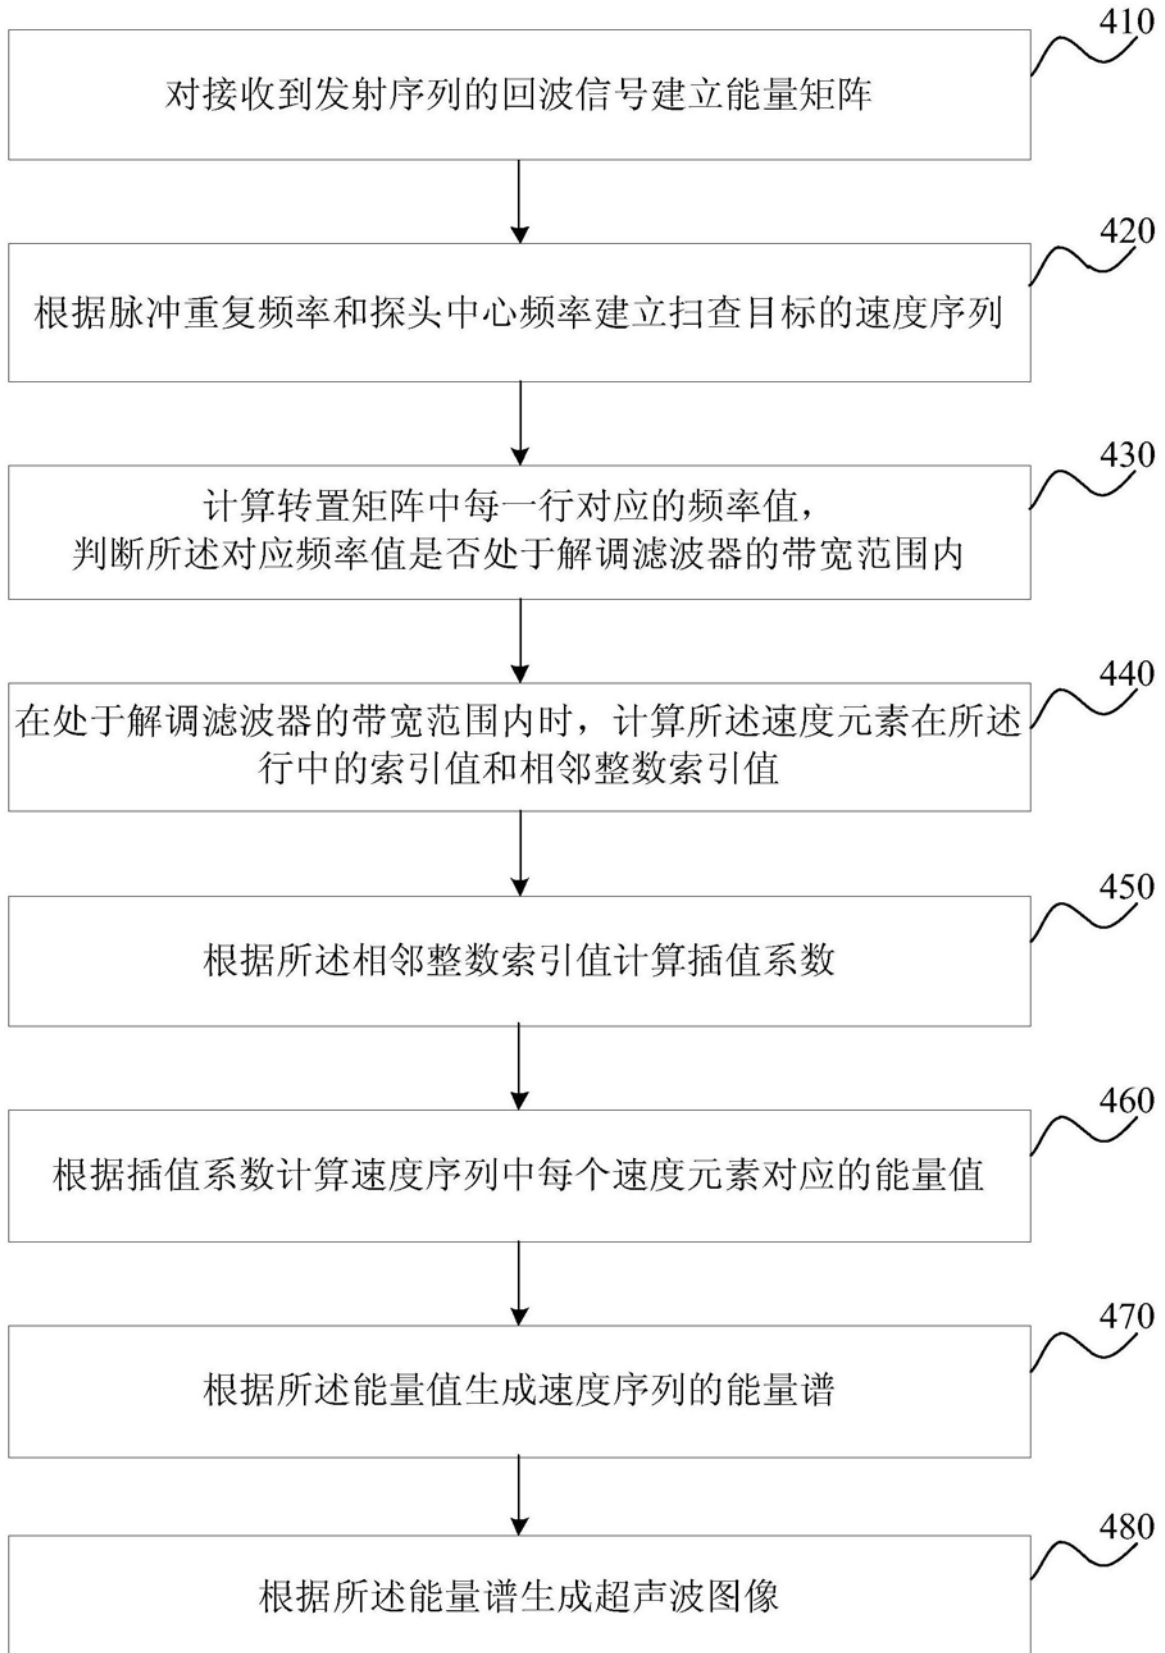 410
对接收到发射序列的回波信号建立能量矩阵
420
根据脉冲重复频率和探头中心频率建立扫查目标的速度序列
430
计算转置矩阵中每一行对应的频率值，
判断所述对应频率值是否处于解调滤波器的带宽范围内
440
在处于解调滤波器的带宽范围内时，计算所述速度元素在所述
行中的索引值和相邻整数索引值
450
根据所述相邻整数索引值计算插值系数
460
根据插值系数计算速度序列中每个速度元素对应的能量值
470
根据所述能量值生成速度序列的能量谱
480
根据所述能量谱生成超声波图像